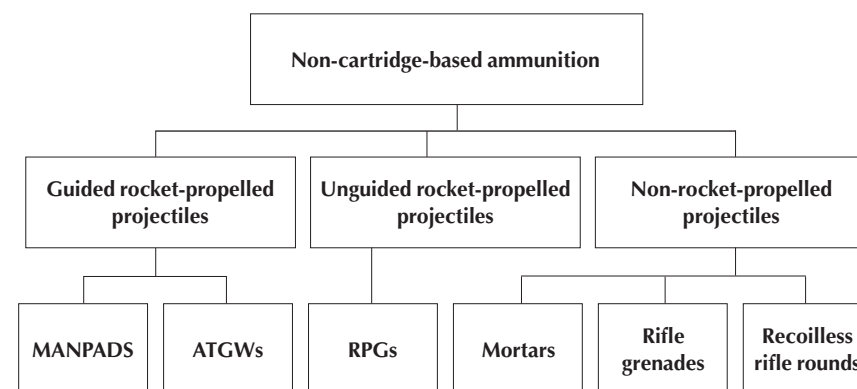 Non-cartridge-based ammunition
Guided rocket-propelled
projectiles
Unguided rocket-propelled
projectiles
Non-rocket-propelled
projectiles
MANPADS
ATGWs
RPGs
Mortars
Rifle
grenades
Recoilless
rifle rounds